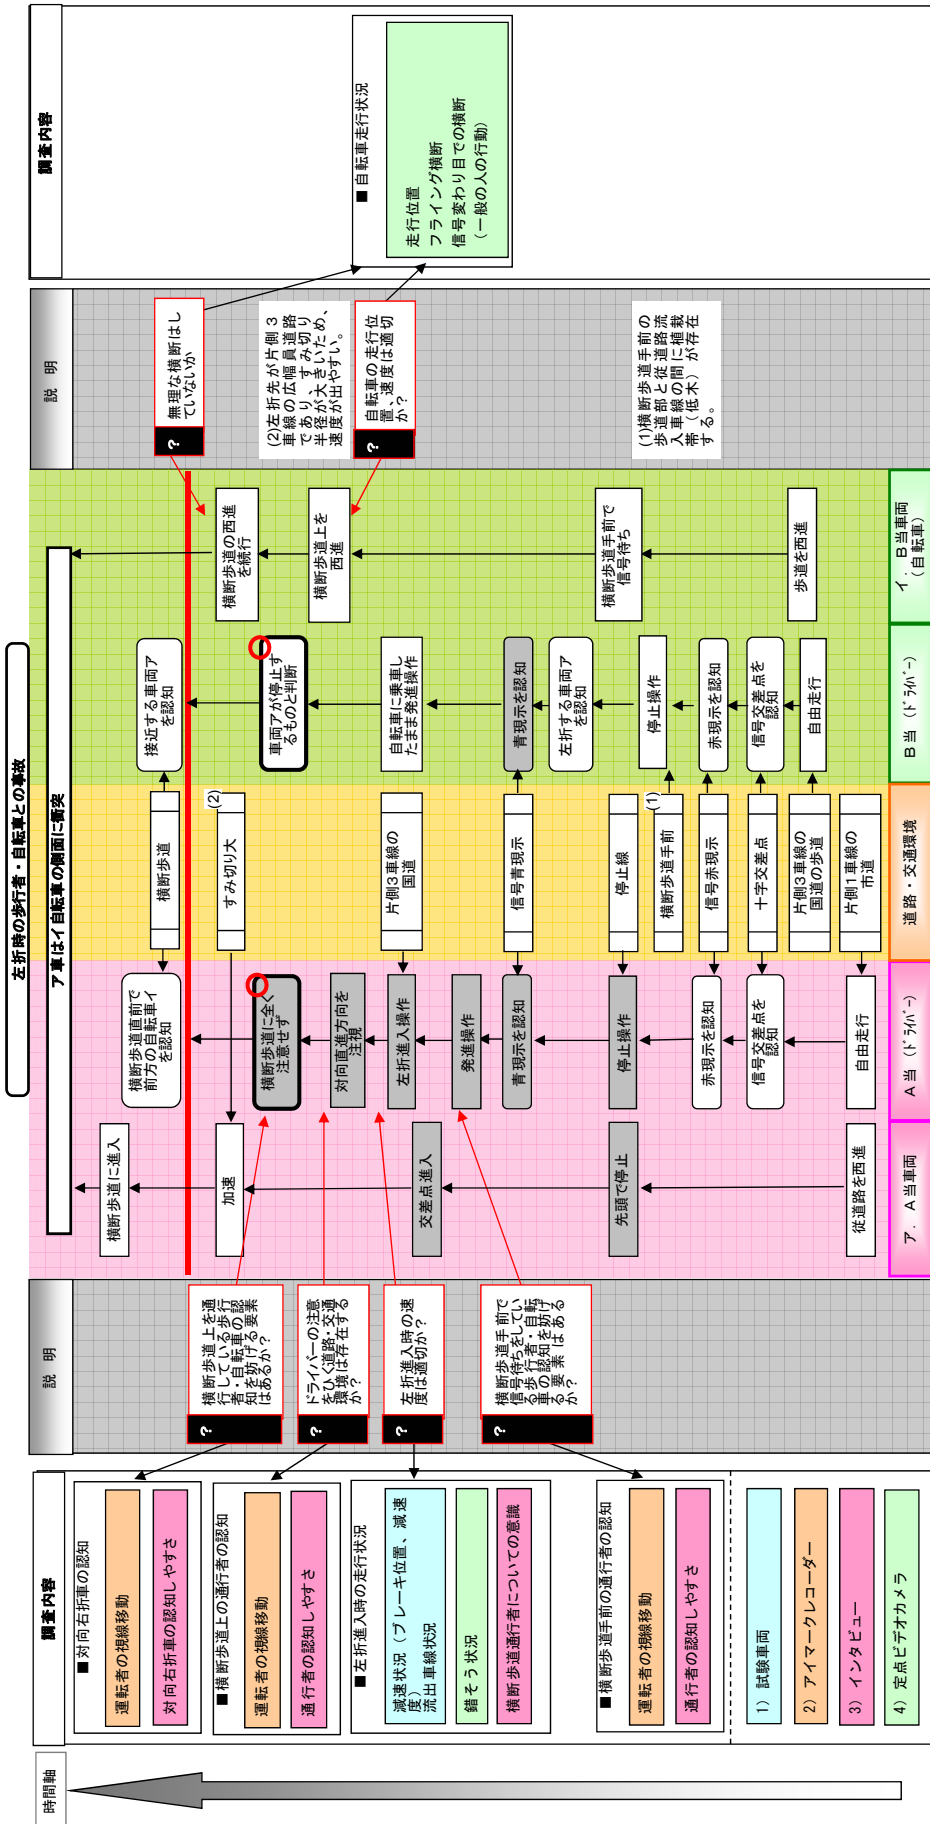 左折時の歩行者・自転車との事故
時間軸
調査内容
■対向右折車の認知
運転者の視線移動
対向右折車の認知しやすさ
■横断歩道上の通行者の認知
運転者の視線移動
通行者の認知しやすさ
■左折進入時の走行状況
減速状況（ブレーキ位置、減速
度）
流出車線状況
錯そう状況
横断歩道通行者についての意識
■横断歩道手前の通行者の認知
運転者の視線移動
通行者の認知しやすさ
1）試験車両
2）アイマークレコーダー
3）インタビュー
4）定点ビデオカメラ
説　明
？
横断歩道上を通
行している歩行
者・自転車の認
知を妨げる要素
はあるか？
？
ドライバーの注意
をひく道路・交通
環境は存在する
か？
？
左折進入時の速
度は適切か？
？
横断歩道手前で
信号待ちをしてい
る歩行者・自転
車の認知を妨げ
る要素はある
か？
ア車はイ自転車の側面に衝突
横断歩道に進入
加速
交差点進入
先頭で停止
従道路を西進
ア．Ａ当車両
横断歩道直前で
前方の自転車イ
を認知
横断歩道に全く
注意せず
対向直進方向を
注視
左折進入操作
発進操作
青現示を認知
停止操作
赤現示を認知
信号交差点を
認知
自由走行
Ａ当（ﾄﾞﾗｲﾊﾞｰ）
横断歩道
すみ切り大
(2)
片側3車線の
国道
信号青現示
停止線
横断歩道手前
(1)
信号赤現示
十字交差点
片側3車線の
国道の歩道
片側1車線の
市道
道路・交通環境
接近する車両ア
を認知
車両アが停止す
るものと判断
自転車に乗車し
たまま発進操作
青現示を認知
左折する車両ア
を認知
停止操作
赤現示を認知
信号交差点を
認知
自由走行
Ｂ当（ﾄﾞﾗｲﾊﾞｰ）
横断歩道の西進
を続行
横断歩道上を
西進
横断歩道手前で
信号待ち
歩道を西進
イ．Ｂ当車両
（自転車）
説　明
？
無理な横断はし
ていないか
(2)左折先が片側３
車線の広幅員道路
であり、すみ切り
半径が大きいため、
速度が出やすい。
？
自転車の走行位
置、速度は適切
か？
(1)横断歩道手前の
歩道部と従道路流
入車線の間に植栽
帯（低木）が存在
する。
調査内容
■自転車走行状況
走行位置
フライング横断
信号変わり目での横断
（一般の人の行動）